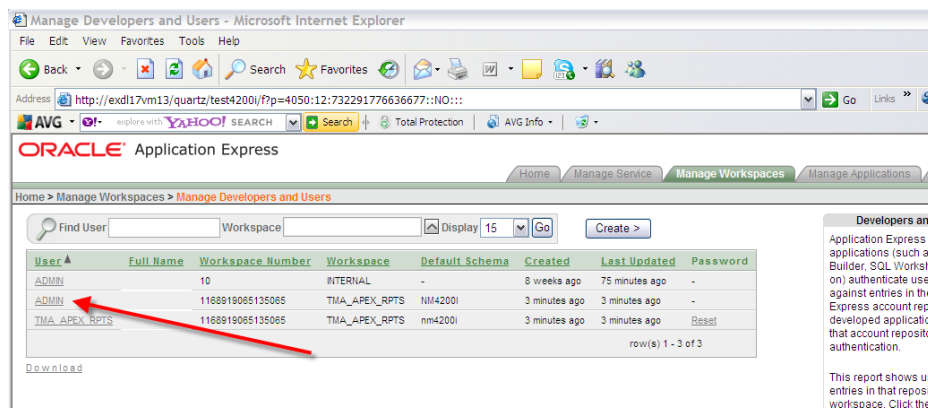 Manage Developers and Users - Microsoft Internet Explorer
File Edit View Favorites Tools Help
Back Search Favorites
Address http://exdl17vm13/quartz/test4200i/f?p=4050:12:732291776636677::NO::: Go Links »
AVG explore with YAHOO! SEARCH Search Total Protection AVG Info
ORACLE Application Express
Home Manage Service Manage Workspaces Manage Applications
Home > Manage Workspaces > Manage Developers and Users
Find User Workspace Display 15 Go Create >
User Full Name Workspace Number Workspace Default Schema Created Last Updated Password
ADMIN 10 INTERNAL - 8 weeks ago 75 minutes ago -
ADMIN 1168919065135065 TMA_APEX_RPTS NM4200I 3 minutes ago 3 minutes ago -
TMA_APEX_RPTS 1168919065135065 TMA_APEX_RPTS nm4200i 3 minutes ago 3 minutes ago Reset
row(s) 1 - 3 of 3
Download
Developers an
Application Express
applications (such a
Builder, SQL Worksh
on) authenticate use
against entries in the
Express account rep
developed applicatio
that account reposito
authentication.
This report shows u
entries in that reposi
workspace. Click the